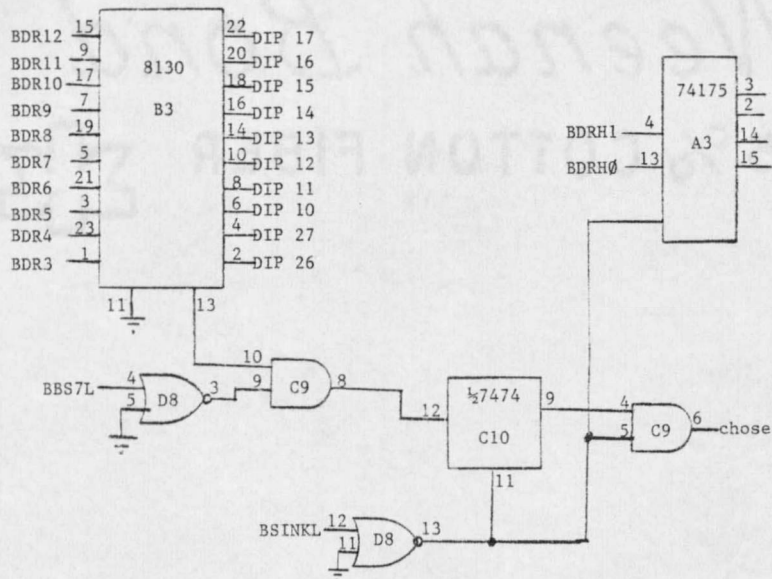 BDR12 15 22 DIP 17
BDR11 9 20 DIP 16
BDR10 17 18 DIP 15
BDR9 7 16 DIP 14
BDR8 19 14 DIP 13
BDR7 5 10 DIP 12
BDR6 21 8 DIP 11
BDR5 3 6 DIP 10
BDR4 23 4 DIP 27
BDR3 1 2 DIP 26
8130
B3
11 13
74175
A3
BDRH1 4
BDRHØ 13
3
2
14
15
BBS7L 4
5
D8
3
10
9
C9
8
12
½7474
C10
9
11
4
5
C9
6
chose
BSINKL 12
11
D8
13
Neenah Bond
COTTON FIBER